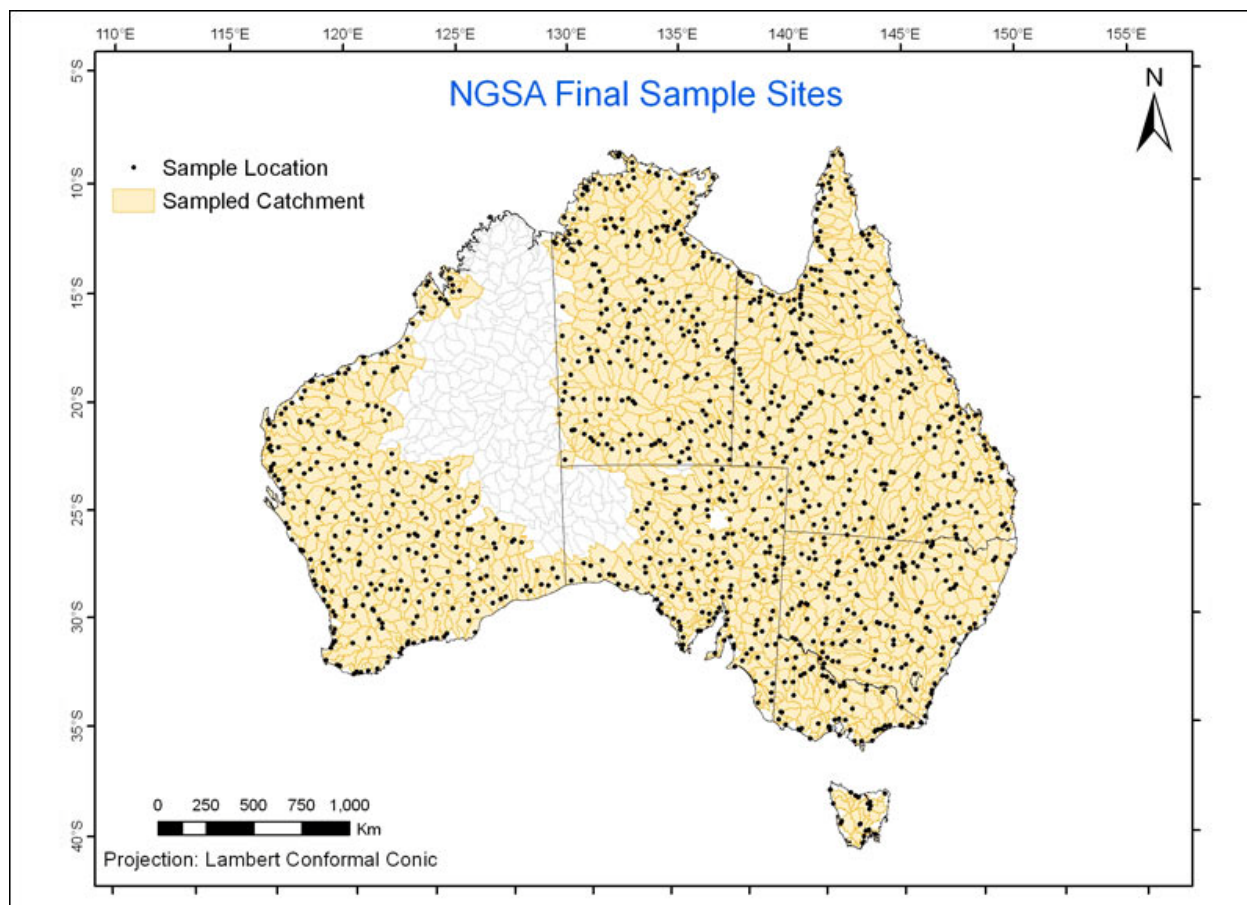 110°E 115°E 120°E 125°E 130°E 135°E 140°E 145°E 150°E 155°E
5°S
NGSA Final Sample Sites
N
Sample Location
10°S
Sampled Catchment
15°S
20°S
25°S
30°S
35°S
0 250 500 750 1,000
Km
40°S
Projection: Lambert Conformal Conic